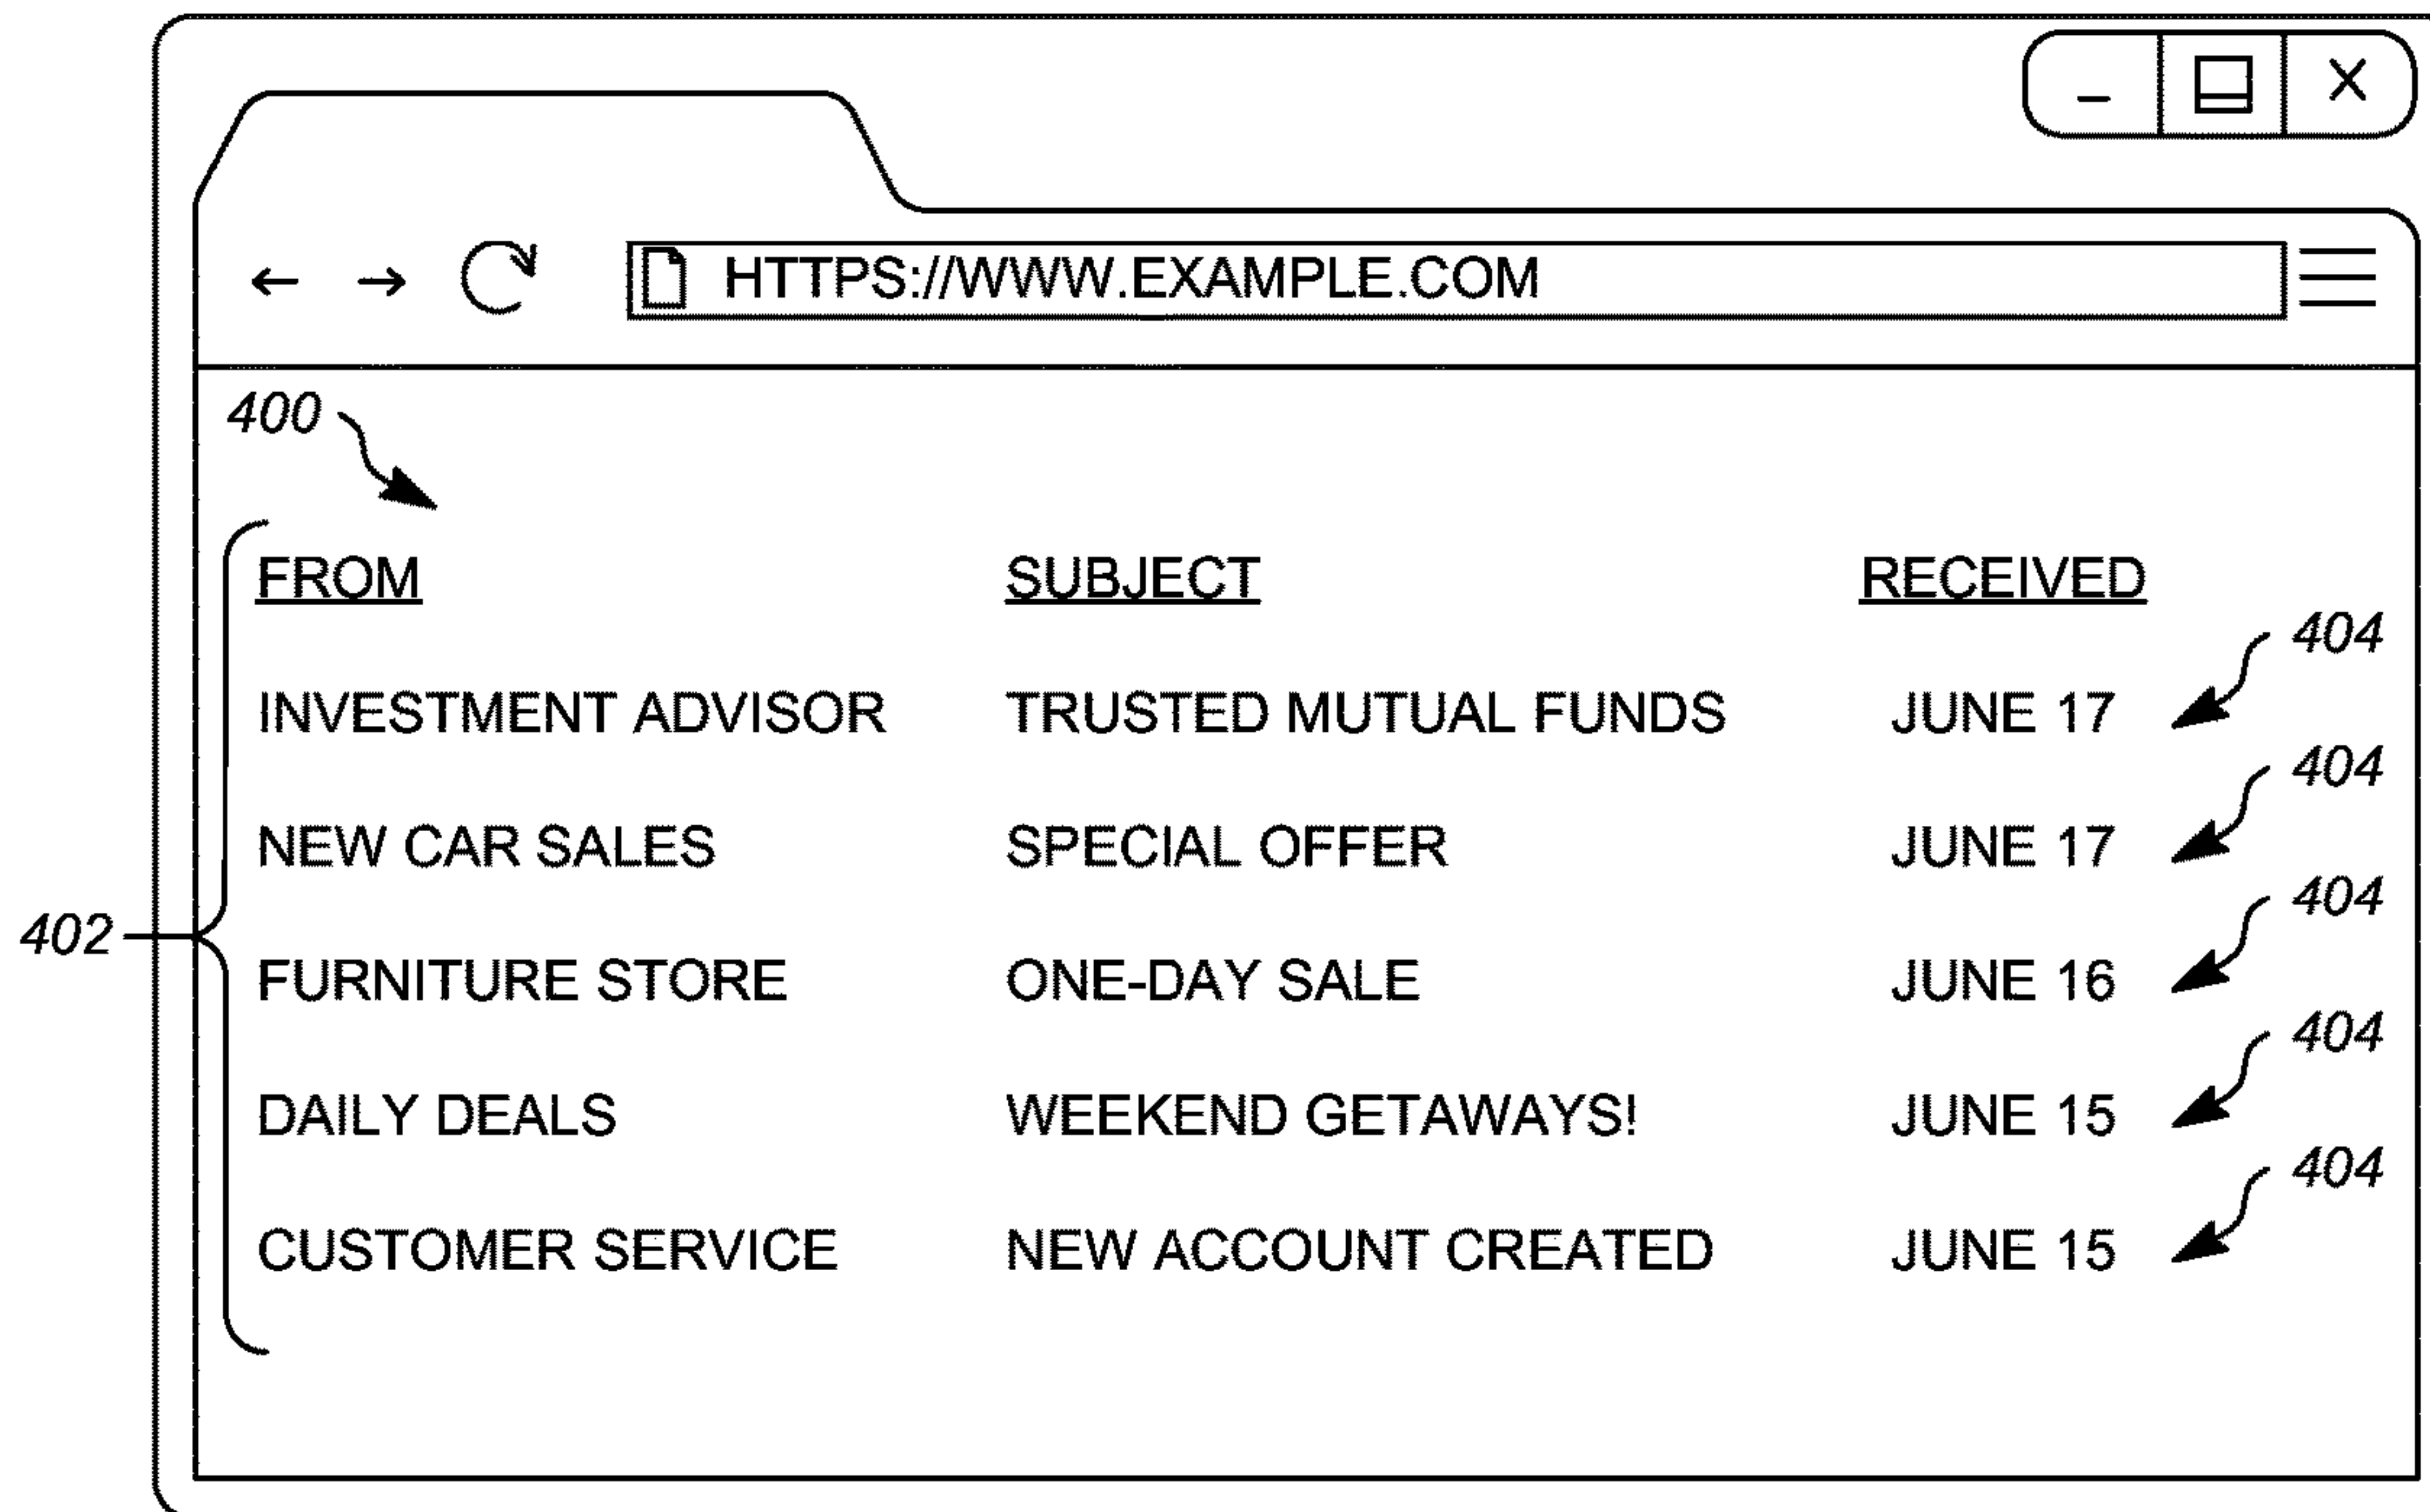 HTTPS://WWW.EXAMPLE.COM
400
FROM SUBJECT RECEIVED
404
INVESTMENT ADVISOR TRUSTED MUTUAL FUNDS JUNE 17
404
NEW CAR SALES SPECIAL OFFER JUNE 17
404
402
FURNITURE STORE ONE-DAY SALE JUNE 16
404
DAILY DEALS WEEKEND GETAWAYS! JUNE 15
404
CUSTOMER SERVICE NEW ACCOUNT CREATED JUNE 15